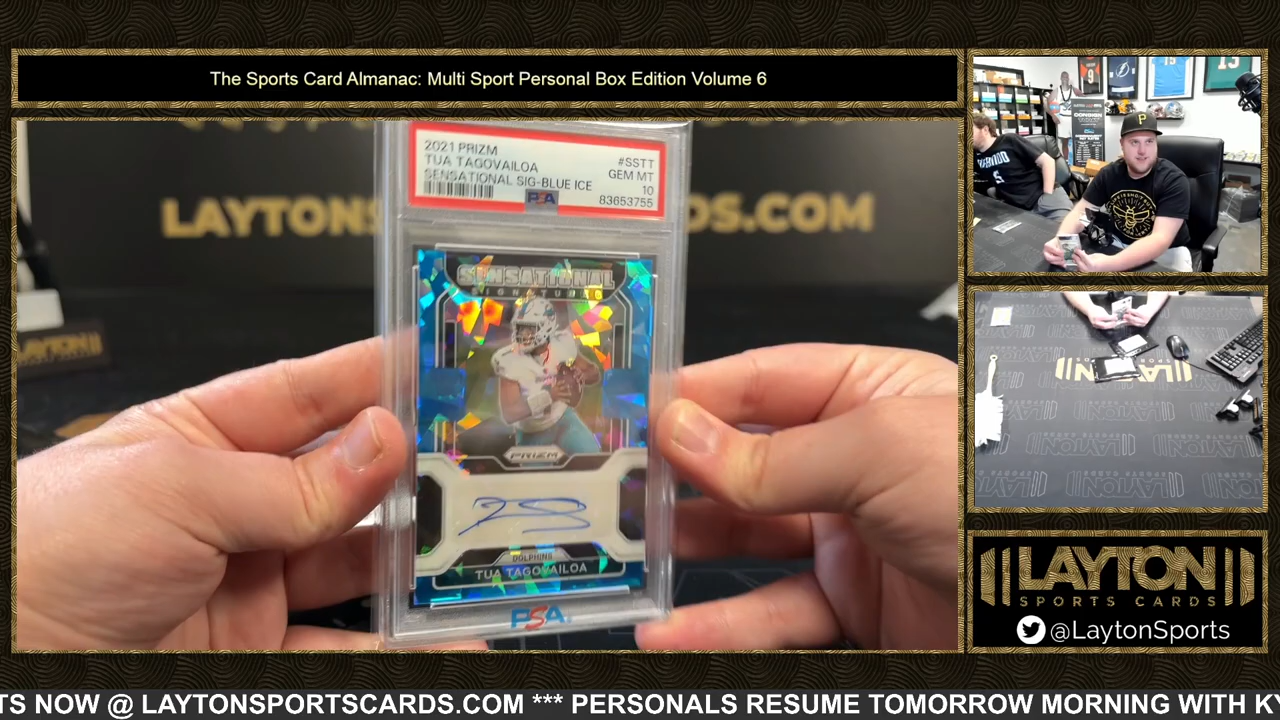 The Sports Card Almanac: Multi Sport Personal Box Edition Volume 6
2021 PRIZM #SSTT
TUA TAGOVAILOA GEM MT
SENSATIONAL SIG-BLUE ICE 10
PSA 83653755
SENSATIONAL
SIGNATURES
PRIZM
DOLPHINS
TUA TAGOVAILOA
PSA
LAYTON
LAYTON
SPORTS CARDS
@LaytonSports
TS NOW @ LAYTONSPORTSCARDS.COM *** PERSONALS RESUME TOMORROW MORNING WITH K